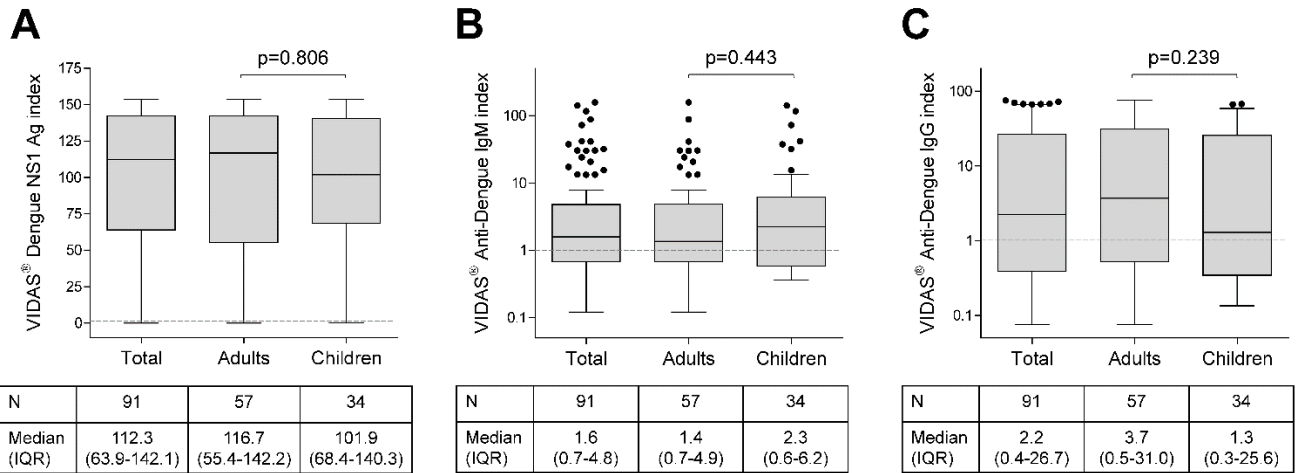 A
p=0.806
VIDAS® Dengue NS1 Ag index
175
150
125
100
75
50
25
0
Total Adults Children
N 91 57 34
Median (IQR) 112.3 (63.9-142.1) 116.7 (55.4-142.2) 101.9 (68.4-140.3)
B
p=0.443
VIDAS® Anti-Dengue IgM index
100
10
1
0.1
Total Adults Children
N 91 57 34
Median (IQR) 1.6 (0.7-4.8) 1.4 (0.7-4.9) 2.3 (0.6-6.2)
C
p=0.239
VIDAS® Anti-Dengue IgG index
100
10
1
0.1
Total Adults Children
N 91 57 34
Median (IQR) 2.2 (0.4-26.7) 3.7 (0.5-31.0) 1.3 (0.3-25.6)